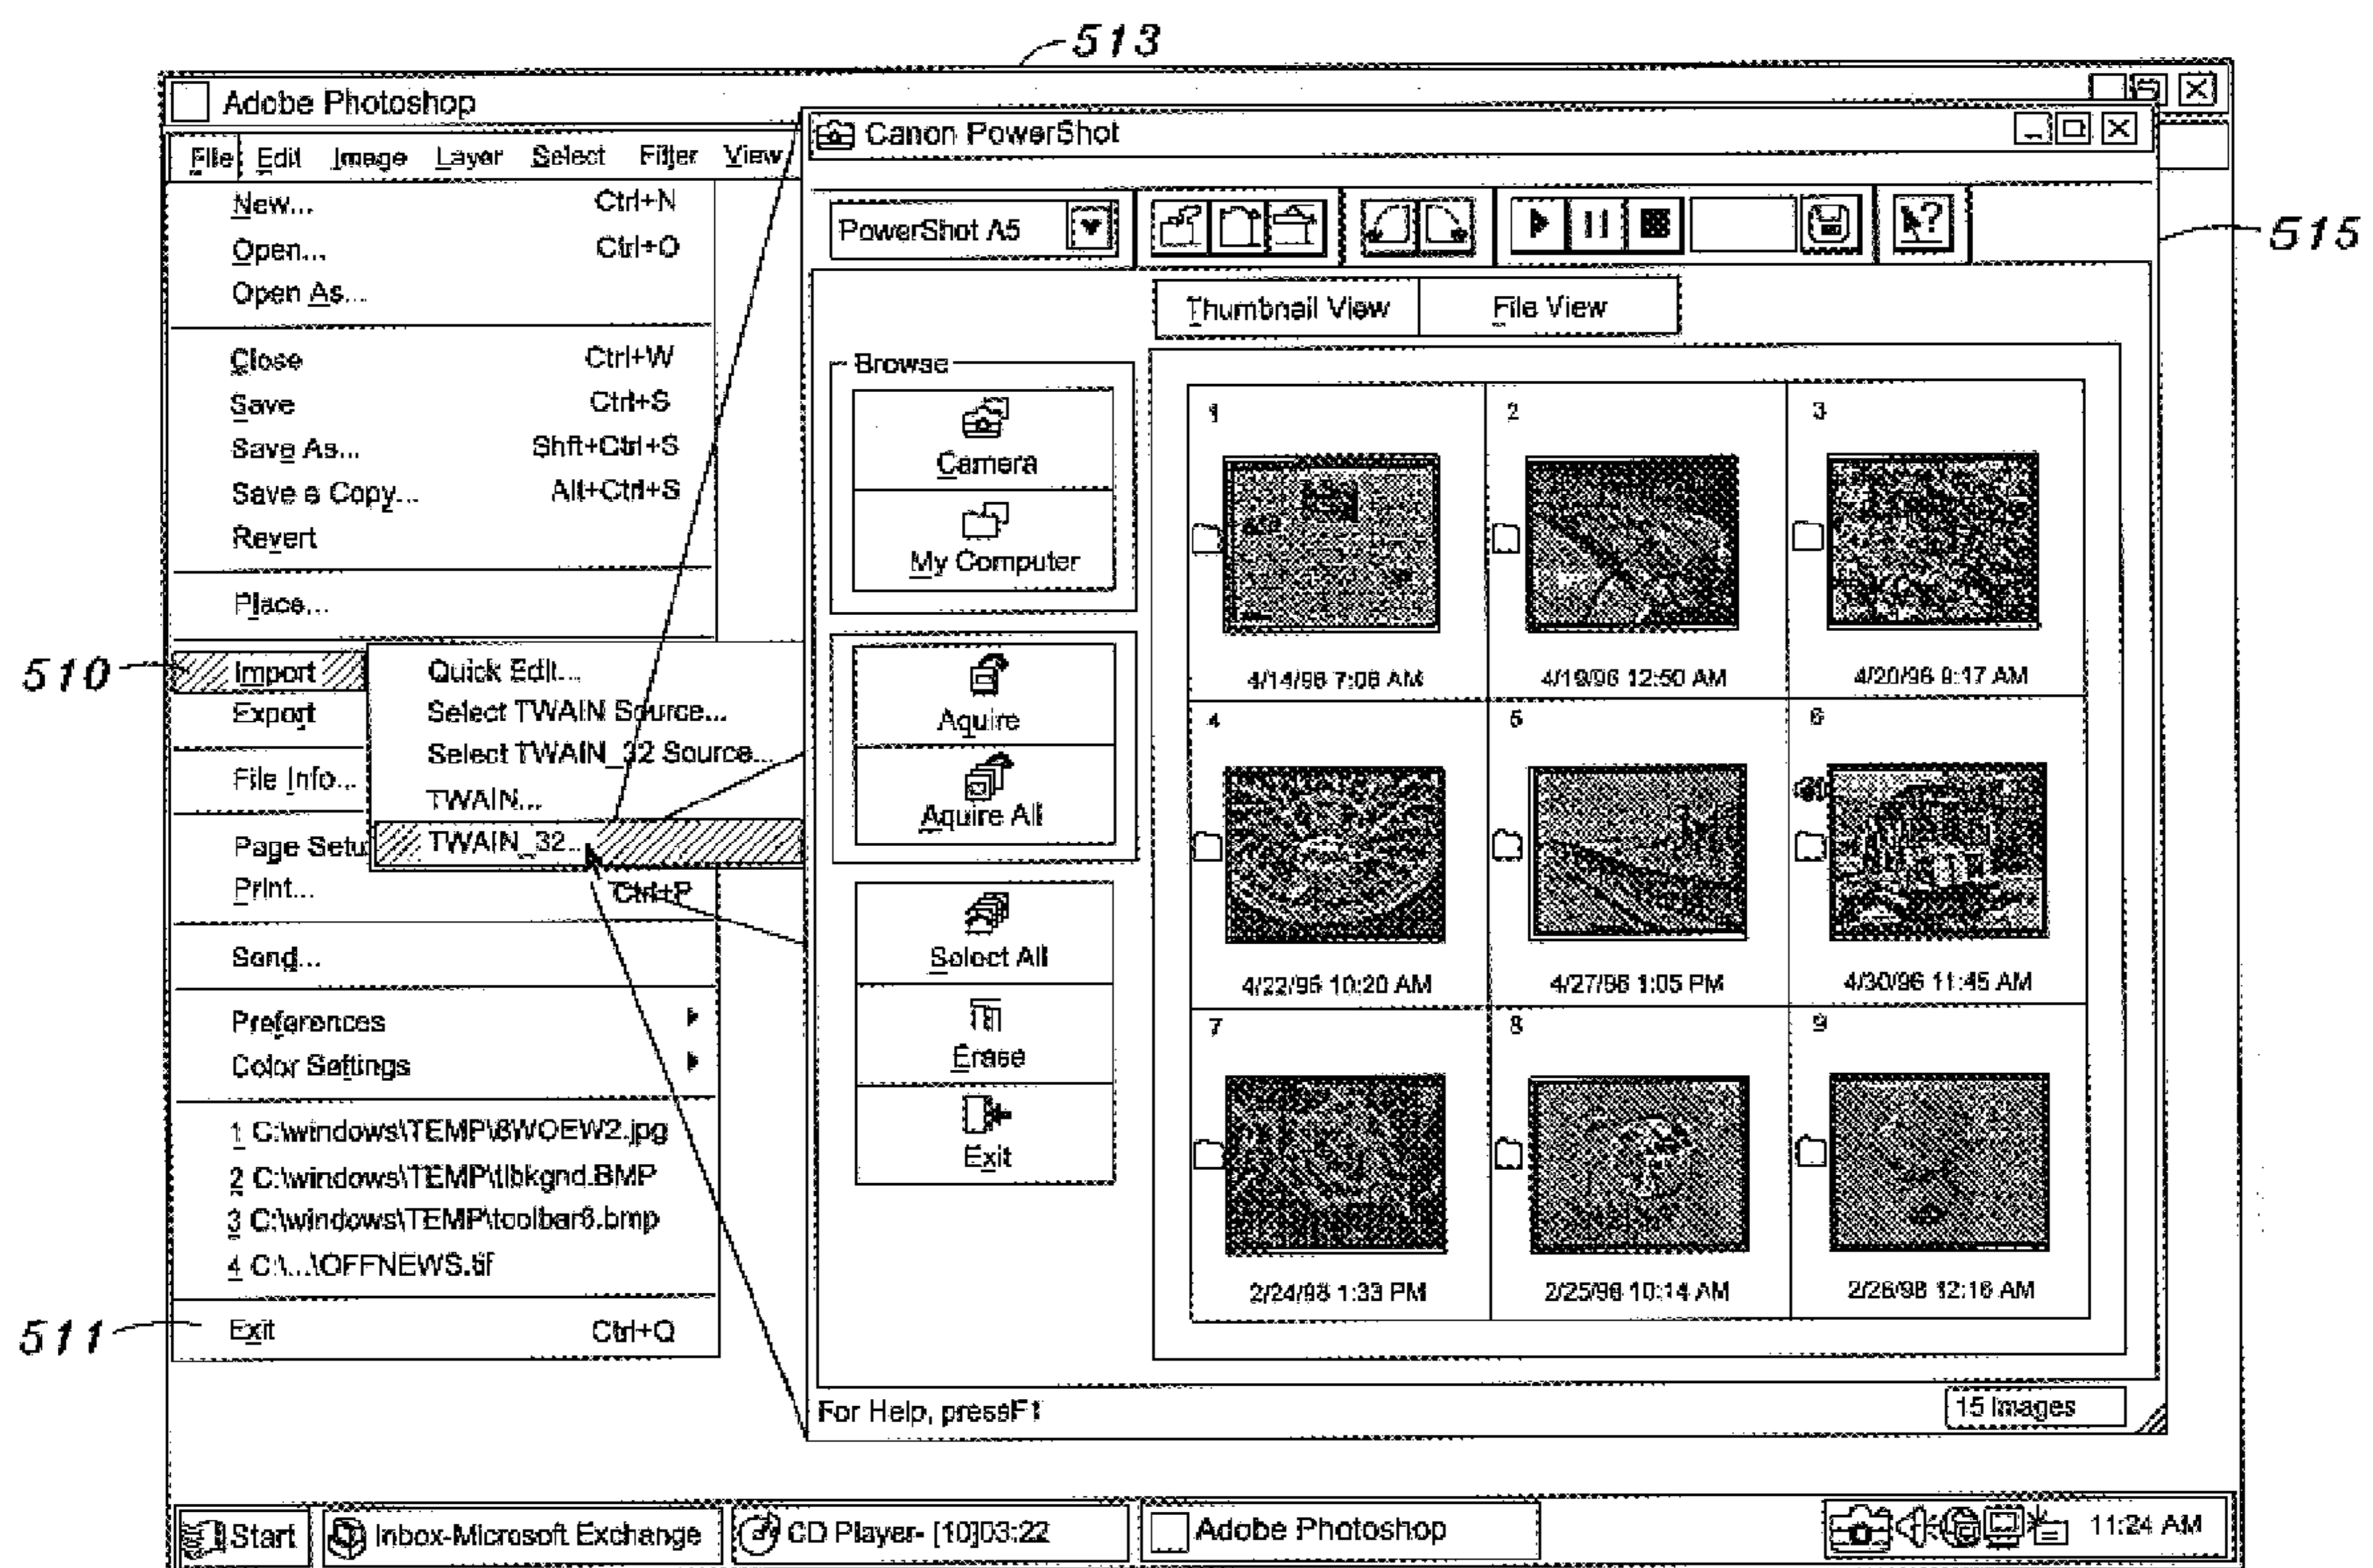 513
Adobe Photoshop
File Edit Image Layer Select Filter View
New... Ctrl+N
Open... Ctrl+O
Open As...
Close Ctrl+W
Save Ctrl+S
Save As... Shft+Ctrl+S
Save a Copy... Alt+Ctrl+S
Revert
Place...
510
Import
Export
Quick Edit...
Select TWAIN Source...
Select TWAIN_32 Source...
TWAIN...
TWAIN_32...
File Info...
Page Setu
Print... Ctrl+P
Send...
Preferences
Color Settings
1 C:\windows\TEMP\8WOEW2.jpg
2 C:\windows\TEMP\tlbkgnd.BMP
3 C:\windows\TEMP\toolbar6.bmp
4 C:\...\OFFNEWS.tif
511
Exit Ctrl+Q
Canon PowerShot
515
PowerShot A5
Thumbnail View File View
Browse
Camera
My Computer
Aquire
Aquire All
Select All
Erase
Exit
1 2 3
4/14/98 7:08 AM 4/19/98 12:50 AM 4/20/98 9:17 AM
4 5 6
4/22/98 10:20 AM 4/27/98 1:05 PM 4/30/98 11:45 AM
7 8 9
2/24/98 1:33 PM 2/25/98 10:14 AM 2/26/98 12:16 AM
For Help, pressF1 15 Images
Start Inbox-Microsoft Exchange CD Player- [10]03:22 Adobe Photoshop 11:24 AM